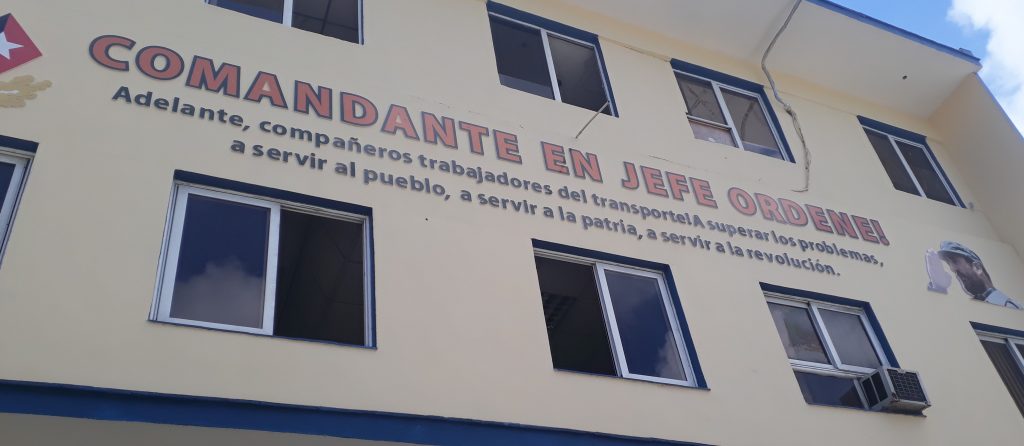 COMANDANTE EN JEFE ORDENE!
Adelante, compañeros trabajadores del transporte!A superar los problemas,
a servir al pueblo, a servir a la patria, a servir a la revolución.